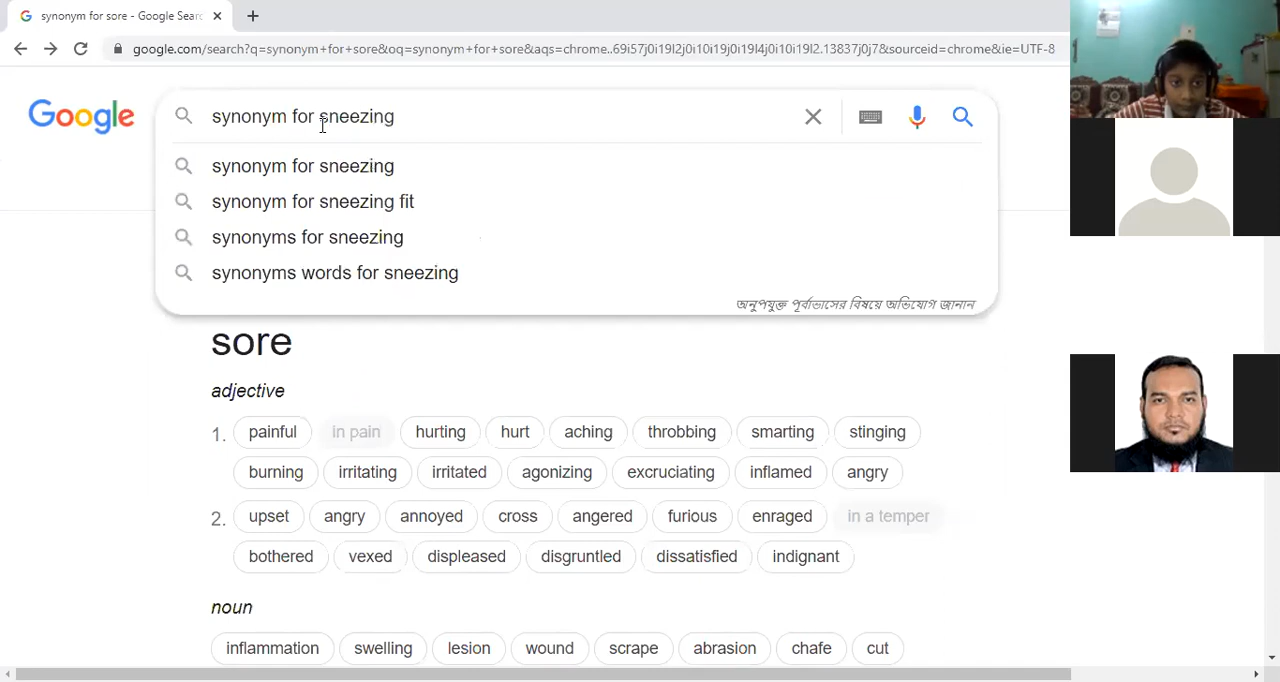 synonym for sore - Google Sear
google.com/search?q=synonym+for+sore&oq=synonym+for+sore&aqs=chrome..69i57j0i19l2j0i10i19j0i19l4j0i10i19l2.13837j0j7&sourceid=chrome&ie=UTF-8
Google
synonym for sneezing
synonym for sneezing
synonym for sneezing fit
synonyms for sneezing
synonyms words for sneezing
অনুপযুক্ত পূর্বাভাসের বিষয়ে অভিযোগ জানান
sore
adjective
1. painful in pain hurting hurt aching throbbing smarting stinging
burning irritating irritated agonizing excruciating inflamed angry
2. upset angry annoyed cross angered furious enraged in a temper
bothered vexed displeased disgruntled dissatisfied indignant
noun
inflammation swelling lesion wound scrape abrasion chafe cut